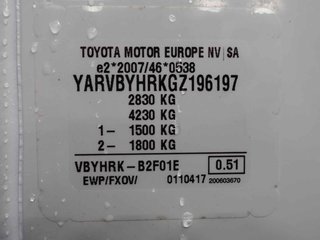 TOYOTA MOTOR EUROPE NV SA
e2*2007/46*0538
YARVBYHRKGZ196197
2830 KG
4230 KG
1- 1500 KG
2- 1800 KG
VBYHRK-B2F01E 0.51
EWP/FXOV/ 0110417 200603670